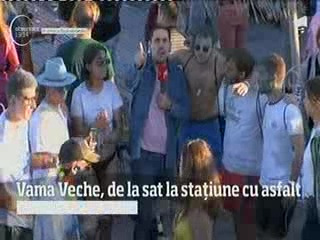 Vama Veche, de la sat la stațiune cu asfalt